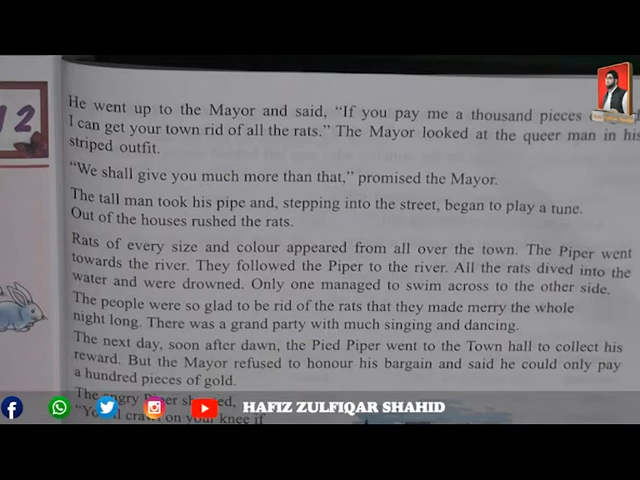 12
He went up to the Mayor and said, "If you pay me a thousand pieces
I can get your town rid of all the rats." The Mayor looked at the queer man in his
striped outfit.
"We shall give you much more than that," promised the Mayor.
The tall man took his pipe and, stepping into the street, began to play a tune.
Out of the houses rushed the rats.
Rats of every size and colour appeared from all over the town. The Piper went
towards the river. They followed the Piper to the river. All the rats dived into the
water and were drowned. Only one managed to swim across to the other side.
The people were so glad to be rid of the rats that they made merry the whole
night long. There was a grand party with much singing and dancing.
The next day, soon after dawn, the Pied Piper went to the Town hall to collect his
reward. But the Mayor refused to honour his bargain and said he could only pay
a hundred pieces of gold.
The angry
on your knee if
HAFIZ ZULFIQAR SHAHID